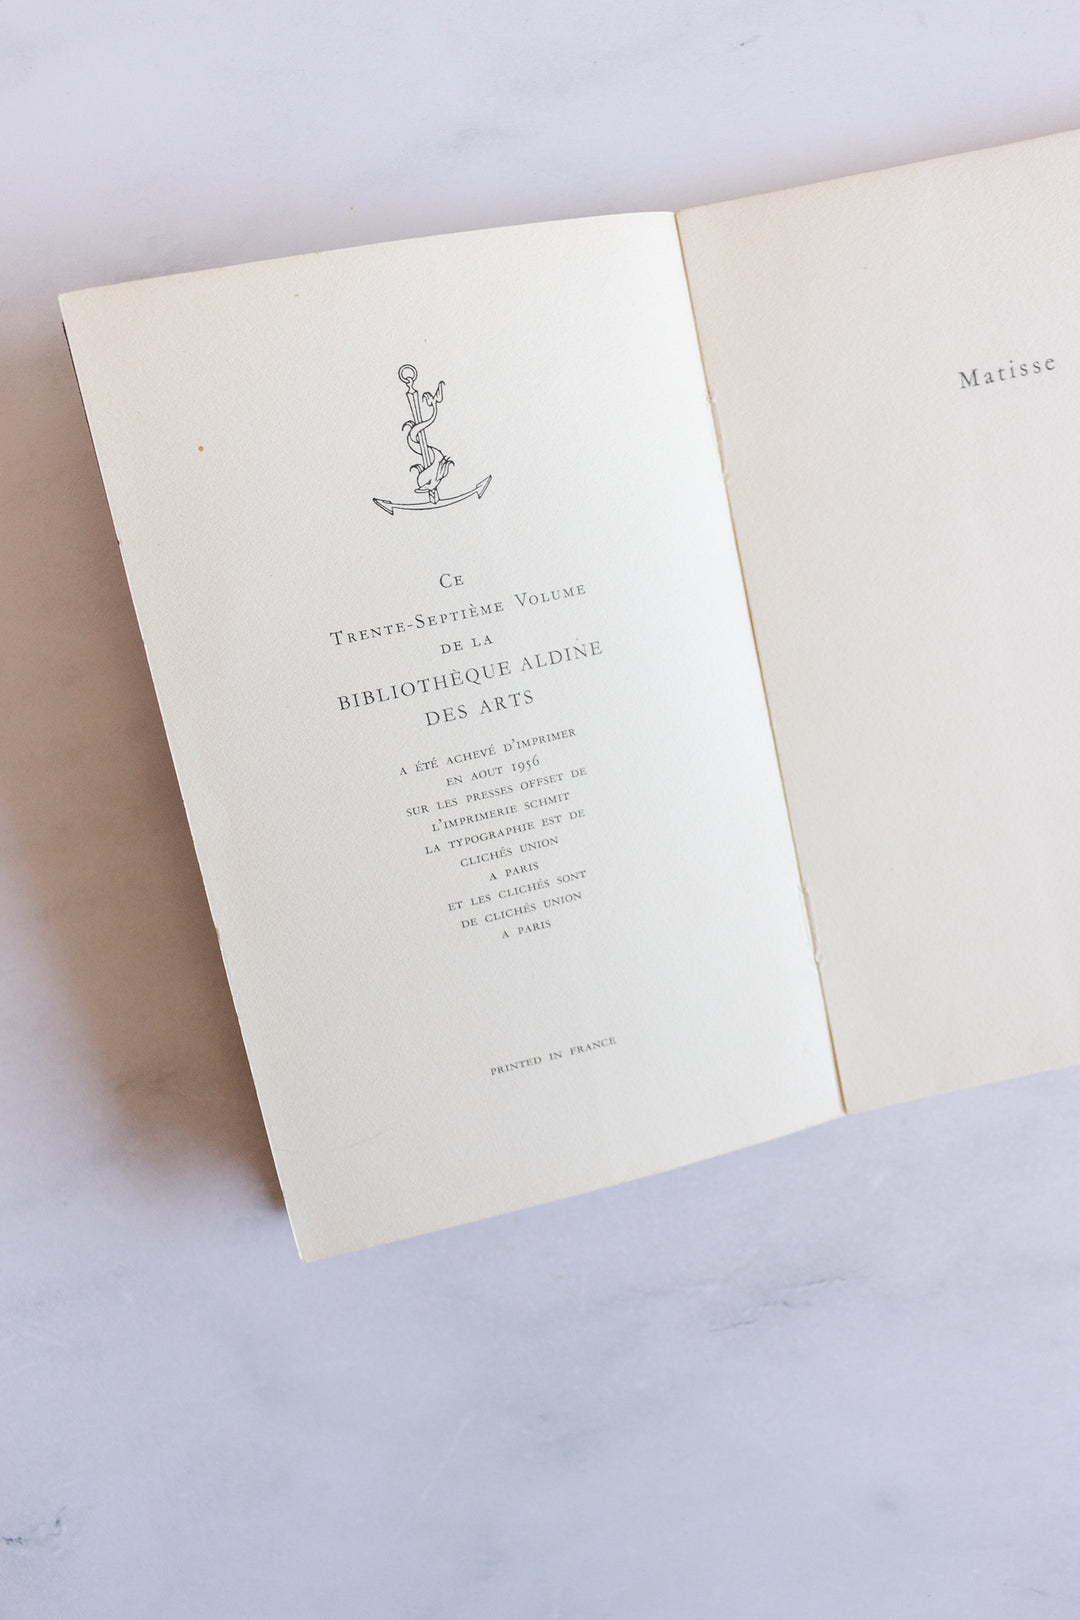 Ce
Trente-Septième Volume
de la
BIBLIOTHÈQUE ALDINE
DES ARTS
a été achevé d'imprimer
en aout 1956
sur les presses offset de
l'imprimerie schmit
la typographie est de
clichés union
a paris
et les clichés sont
de clichés union
a paris
printed in france
Matisse